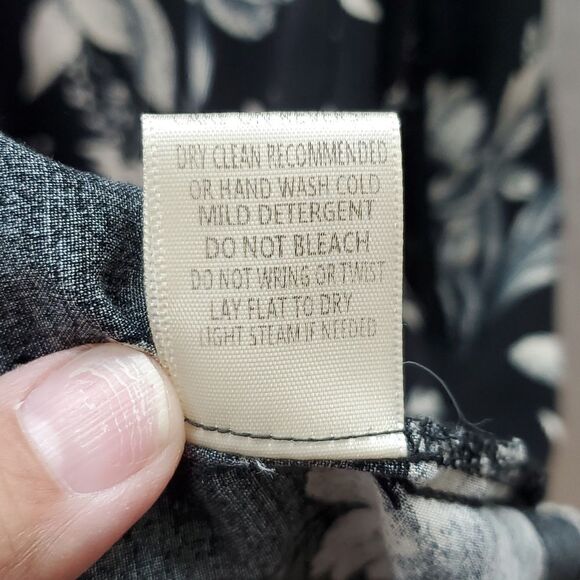 DRY CLEAN RECOMMENDED
OR HAND WASH COLD
MILD DETERGENT
DO NOT BLEACH
DO NOT WRING OR TWIST
LAY FLAT TO DRY
LIGHT STEAM IF NEEDED